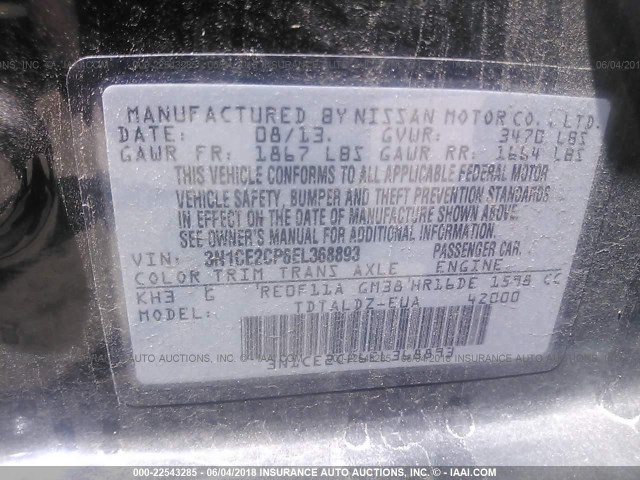 MANUFACTURED BY NISSAN MOTOR CO., LTD.
DATE: 08/13. GVWR: 3470 LBS
GAWR FR: 1867 LBS GAWR RR: 1664 LBS
THIS VEHICLE CONFORMS TO ALL APPLICABLE FEDERAL MOTOR
VEHICLE SAFETY, BUMPER AND THEFT PREVENTION STANDARDS
IN EFFECT ON THE DATE OF MANUFACTURE SHOWN ABOVE.
SEE OWNER'S MANUAL FOR ADDITIONAL INFORMATION.
VIN: 3N1CE2CP6EL368893 PASSENGER CAR.
COLOR TRIM TRANS AXLE ENGINE
KH3 G RE0F11A GM38 HR16DE 1598 CC
MODEL: TDTALDZ-EUA 42000
3N1CE2CP6EL368893
000-22543285 - 06/04/2018 - INSURANCE AUTO AUCTIONS, INC. - © - IAAI.COM